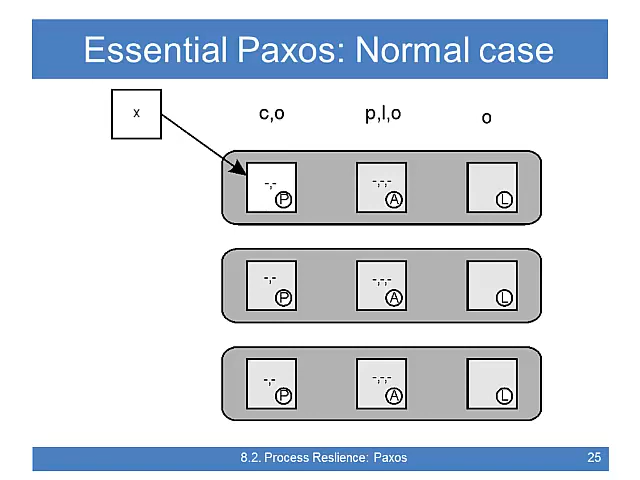 Essential Paxos: Normal case
x
c,o
p,l,o
o
-,-
P
-,-,-
A
L
-,-
P
-,-,-
A
L
-,-
P
-,-,-
A
L
8.2. Process Reslience: Paxos
25